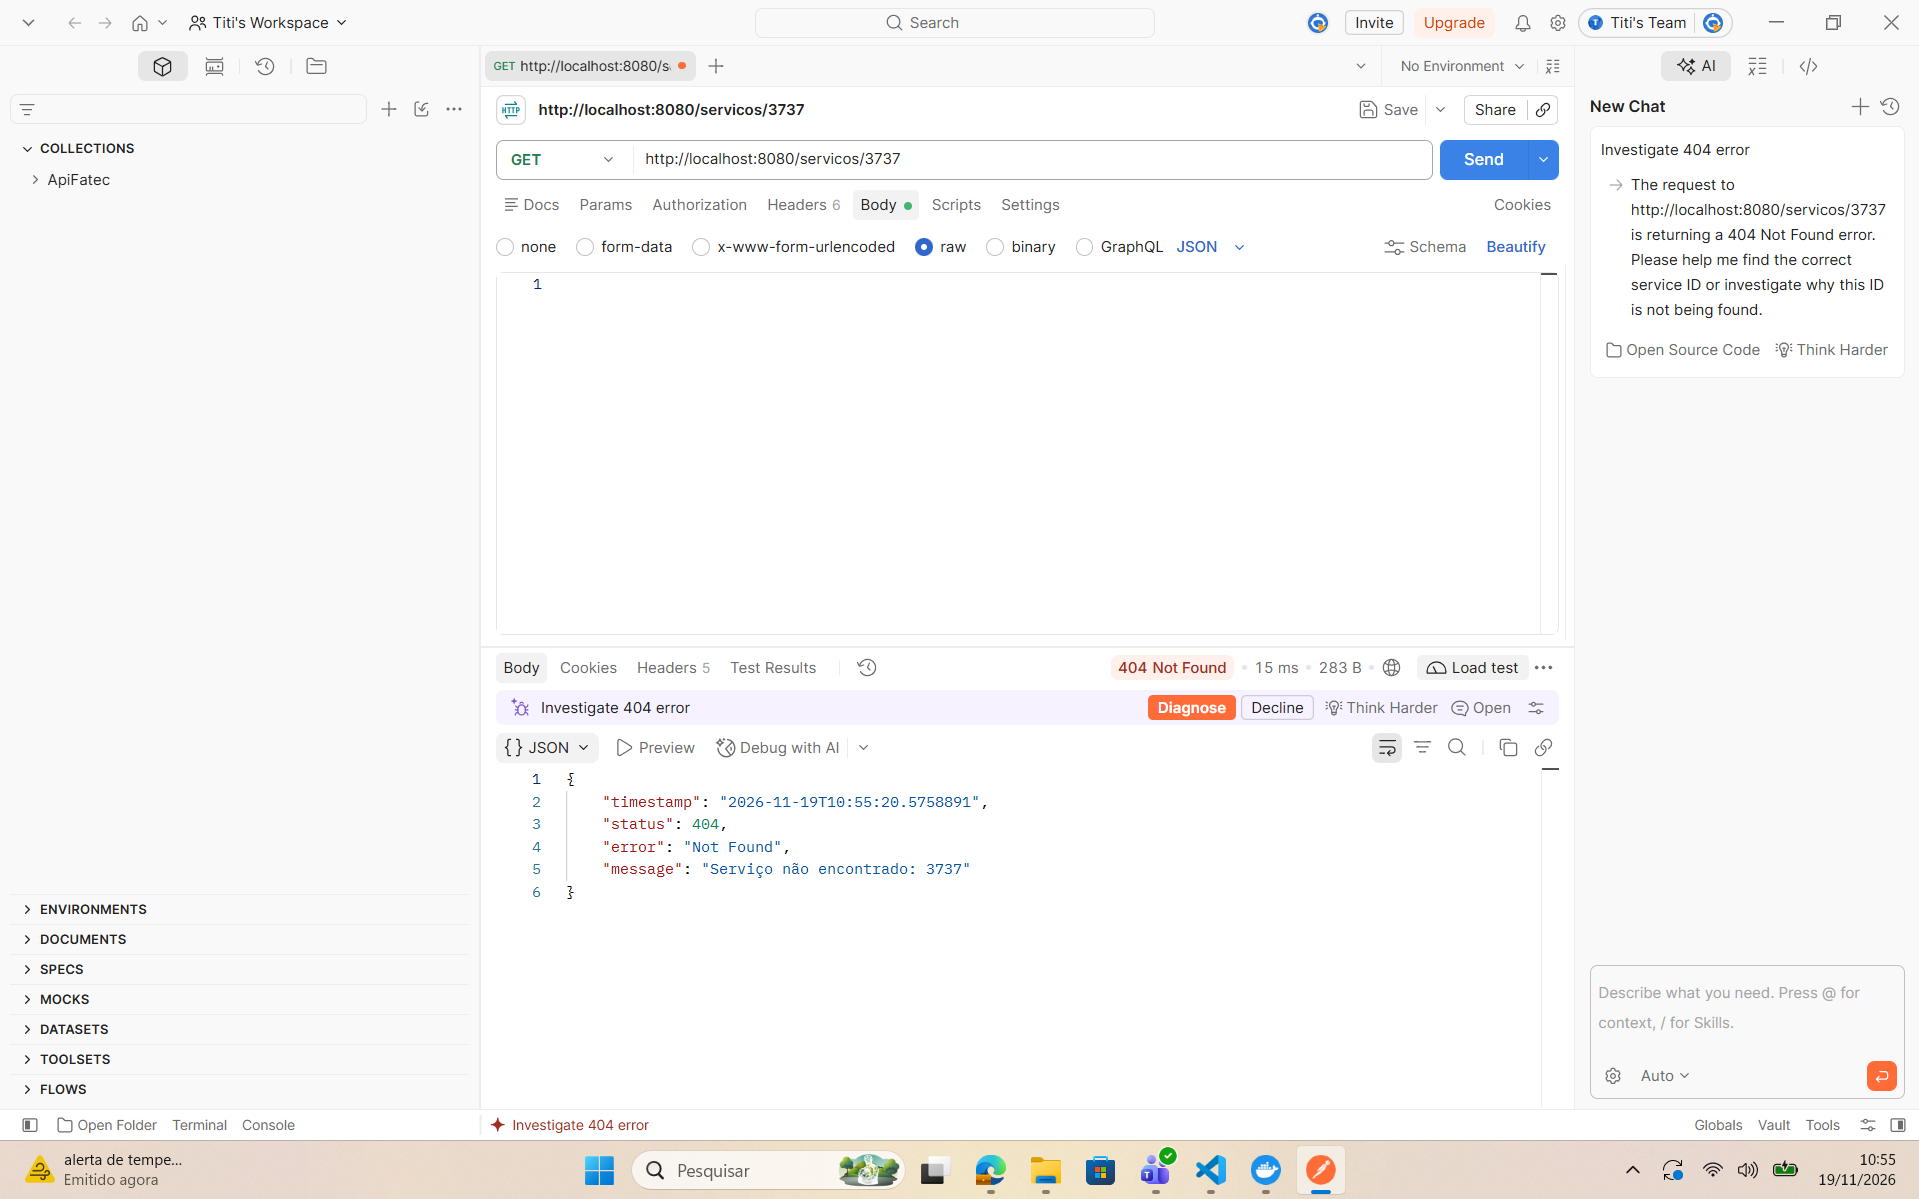 Titi's Workspace
Search
Invite
Upgrade
Titi's Team
COLLECTIONS
ApiFatec
ENVIRONMENTS
DOCUMENTS
SPECS
MOCKS
DATASETS
TOOLSETS
FLOWS
GET http://localhost:8080/s
No Environment
HTTP
http://localhost:8080/servicos/3737
Save
Share
GET
http://localhost:8080/servicos/3737
Send
Docs Params Authorization Headers 6 Body Scripts Settings
Cookies
none form-data x-www-form-urlencoded raw binary GraphQL JSON
Schema Beautify
1
Body Cookies Headers 5 Test Results
404 Not Found • 15 ms • 283 B
Load test
Investigate 404 error
Diagnose Decline Think Harder Open
{} JSON Preview Debug with AI
1 {
2 "timestamp": "2026-11-19T10:55:20.5758891",
3 "status": 404,
4 "error": "Not Found",
5 "message": "Serviço não encontrado: 3737"
6 }
AI
New Chat
Investigate 404 error
The request to
http://localhost:8080/servicos/3737
is returning a 404 Not Found error.
Please help me find the correct
service ID or investigate why this ID
is not being found.
Open Source Code Think Harder
Describe what you need. Press @ for
context, / for Skills.
Auto
Open Folder Terminal Console
Investigate 404 error
Globals Vault Tools
alerta de tempe...
Emitido agora
Pesquisar
10:55
19/11/2026